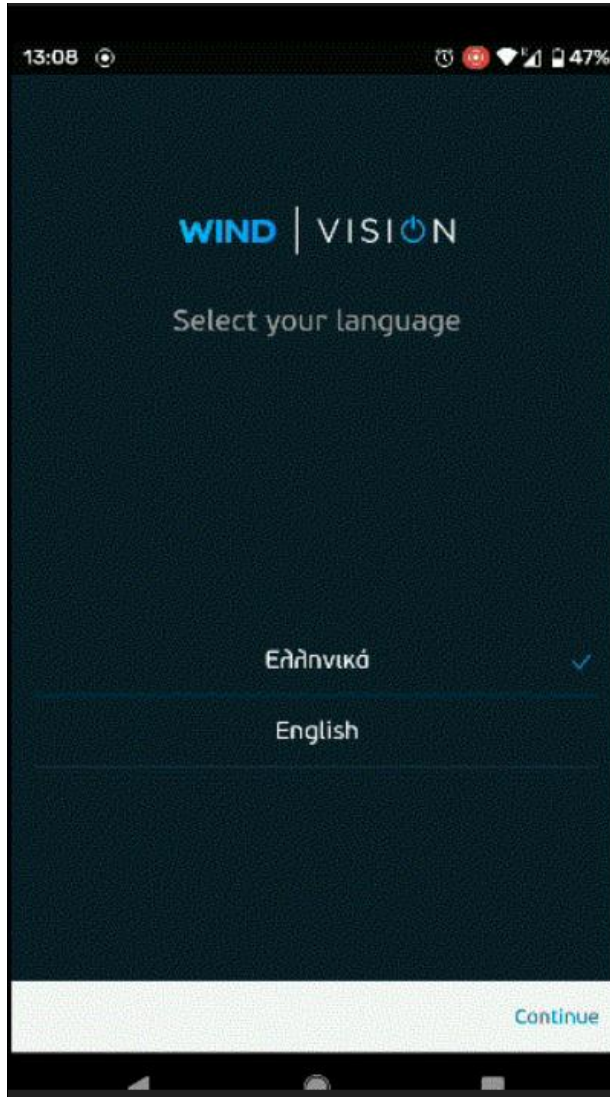 13:08 47%
WIND | VISION
Select your language
Ελληνικά
English
Continue